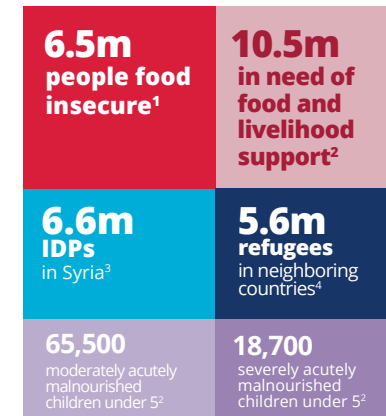 6.5m
people food
insecure¹
10.5m
in need of
food and
livelihood
support²
6.6m
IDPs
in Syria³
5.6m
refugees
in neighboring
countries⁴
65,500
moderately acutely
malnourished
children under 5²
18,700
severely acutely
malnourished
children under 5²